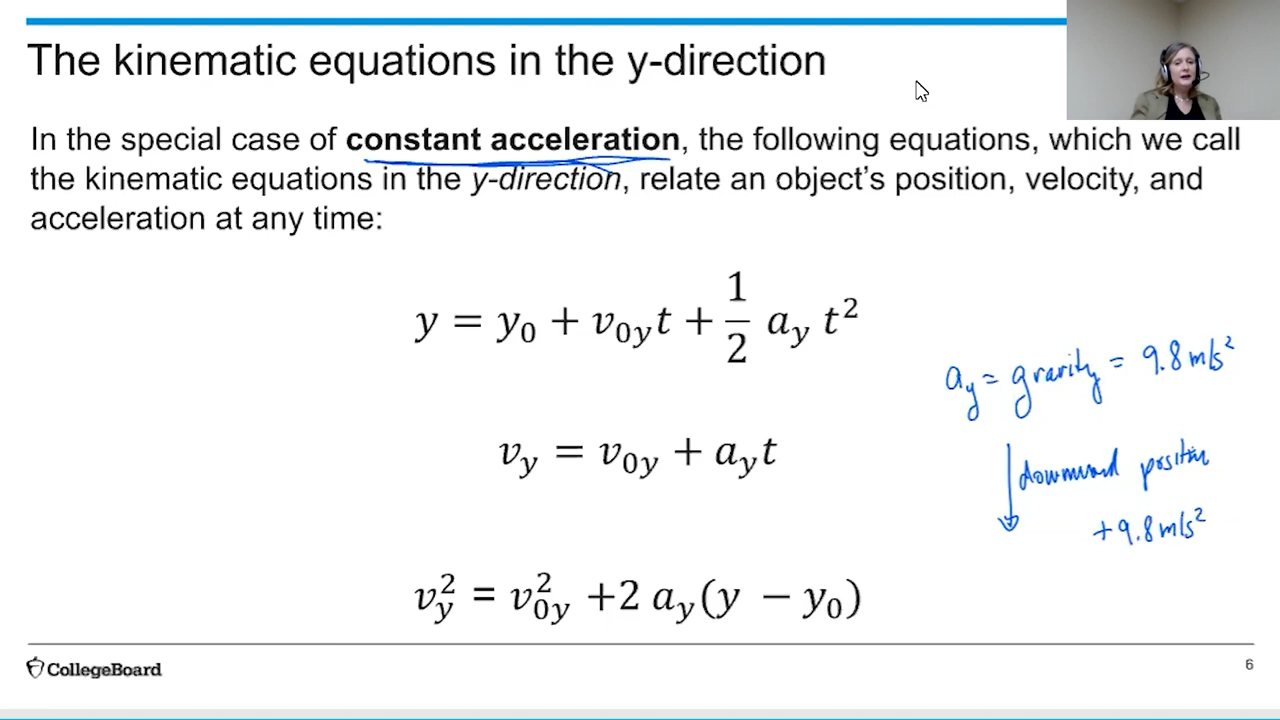 The kinematic equations in the y-direction
In the special case of constant acceleration, the following equations, which we call
the kinematic equations in the y-direction, relate an object's position, velocity, and
acceleration at any time:
y = y₀ + v₀ᵧt + 1/2 aᵧ t²
aᵧ = gravity = 9.8 m/s²
vᵧ = v₀ᵧ + aᵧt
downward position
+9.8 m/s²
vᵧ² = v₀ᵧ² +2 aᵧ(y − y₀)
CollegeBoard
6